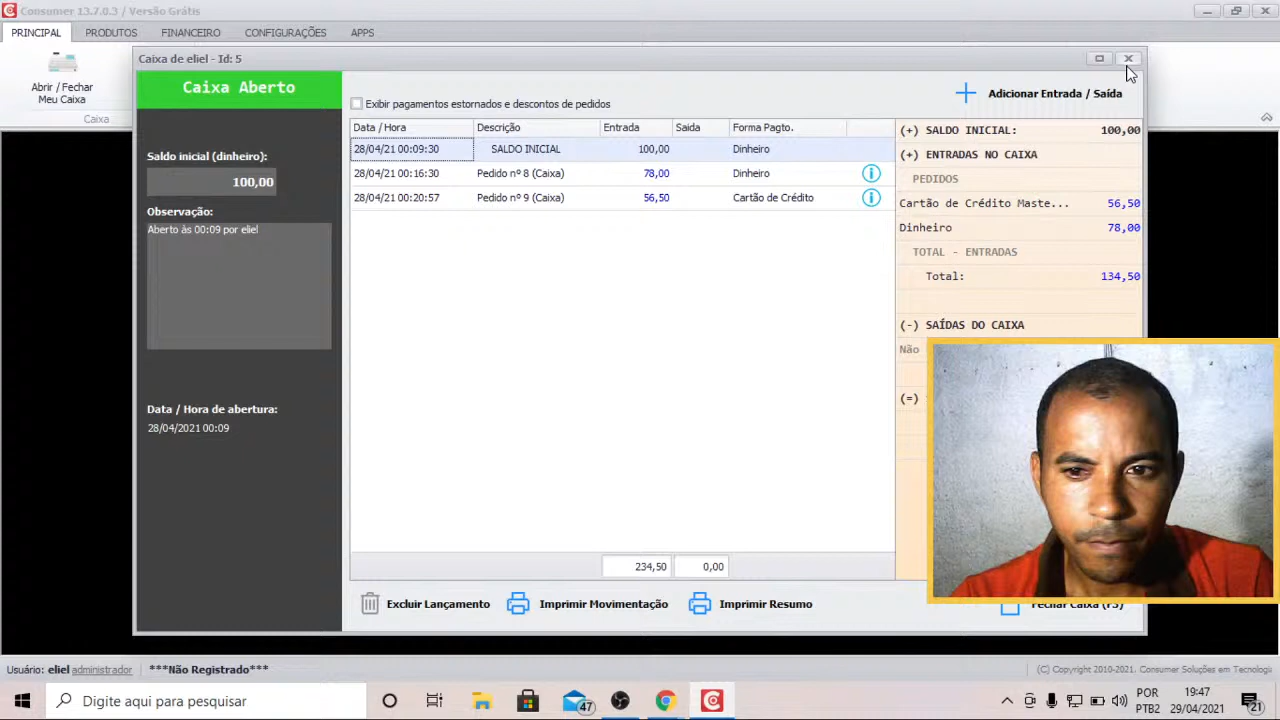 Consumer 13.7.0.3 / Versão Grátis
PRINCIPAL PRODUTOS FINANCEIRO CONFIGURAÇÕES APPS
Abrir / Fechar
Meu Caixa
Caixa
Caixa de eliel - Id: 5
Caixa Aberto
Saldo inicial (dinheiro):
100,00
Observação:
Aberto às 00:09 por eliel
Data / Hora de abertura:
28/04/2021 00:09
Exibir pagamentos estornados e descontos de pedidos
Adicionar Entrada / Saída
Data / Hora Descrição Entrada Saida Forma Pagto.
28/04/21 00:09:30 SALDO INICIAL 100,00 Dinheiro
28/04/21 00:16:30 Pedido nº 8 (Caixa) 78,00 Dinheiro
28/04/21 00:20:57 Pedido nº 9 (Caixa) 56,50 Cartão de Crédito
234,50 0,00
(+) SALDO INICIAL: 100,00
(+) ENTRADAS NO CAIXA
PEDIDOS
Cartão de Crédito Maste... 56,50
Dinheiro 78,00
TOTAL - ENTRADAS
Total: 134,50
(-) SAÍDAS DO CAIXA
Não
(=)
Excluir Lançamento Imprimir Movimentação Imprimir Resumo Fechar Caixa (F5)
Usuário: eliel administrador ***Não Registrado***
(C) Copyright 2010-2021. Consumer Soluções em Tecnologi
Digite aqui para pesquisar
47
POR
PTB2
19:47
29/04/2021
21